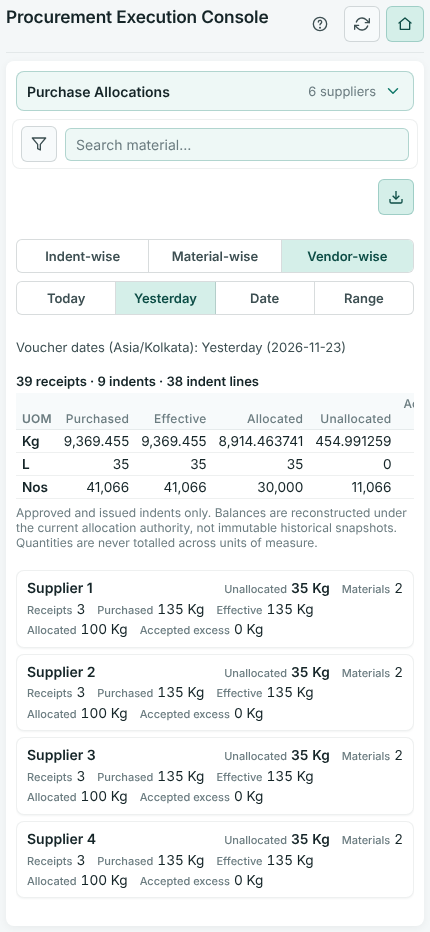 Procurement Execution Console
Purchase Allocations 6 suppliers
Search material...
Indent-wise Material-wise Vendor-wise
Today Yesterday Date Range
Voucher dates (Asia/Kolkata): Yesterday (2026-11-23)
39 receipts · 9 indents · 38 indent lines
UOM Purchased Effective Allocated Unallocated
Kg 9,369.455 9,369.455 8,914.463741 454.991259
L 35 35 35 0
Nos 41,066 41,066 30,000 11,066
Approved and issued indents only. Balances are reconstructed under
the current allocation authority, not immutable historical snapshots.
Quantities are never totalled across units of measure.
Supplier 1 Unallocated 35 Kg Materials 2
Receipts 3 Purchased 135 Kg Effective 135 Kg
Allocated 100 Kg Accepted excess 0 Kg
Supplier 2 Unallocated 35 Kg Materials 2
Receipts 3 Purchased 135 Kg Effective 135 Kg
Allocated 100 Kg Accepted excess 0 Kg
Supplier 3 Unallocated 35 Kg Materials 2
Receipts 3 Purchased 135 Kg Effective 135 Kg
Allocated 100 Kg Accepted excess 0 Kg
Supplier 4 Unallocated 35 Kg Materials 2
Receipts 3 Purchased 135 Kg Effective 135 Kg
Allocated 100 Kg Accepted excess 0 Kg